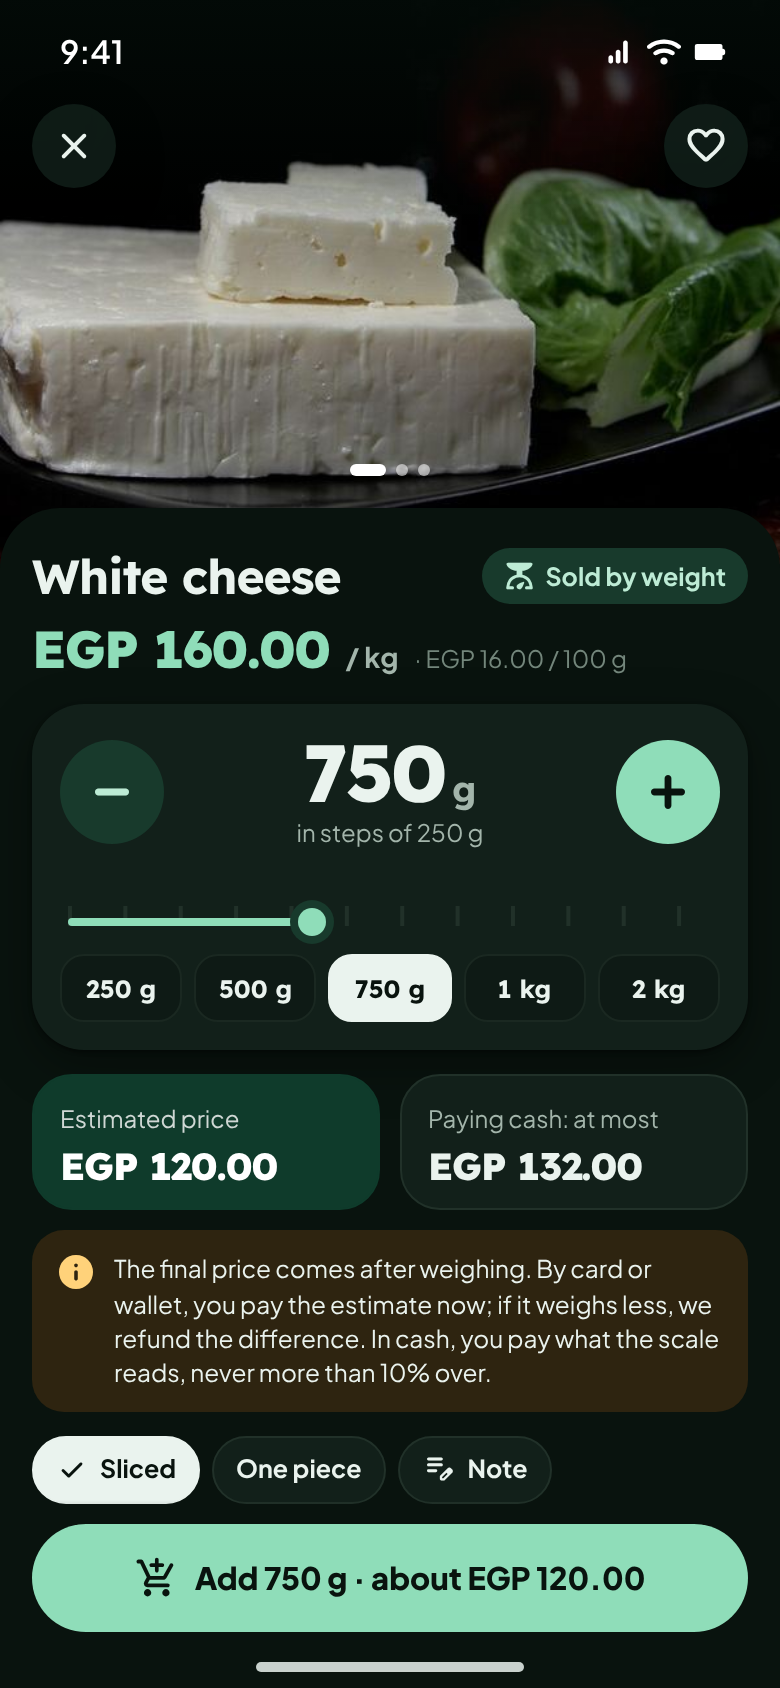 9:41
White cheese
Sold by weight
EGP 160.00 / kg · EGP 16.00 / 100 g
750 g
in steps of 250 g
250 g
500 g
750 g
1 kg
2 kg
Estimated price
EGP 120.00
Paying cash: at most
EGP 132.00
The final price comes after weighing. By card or
wallet, you pay the estimate now; if it weighs less, we
refund the difference. In cash, you pay what the scale
reads, never more than 10% over.
Sliced
One piece
Note
Add 750 g · about EGP 120.00